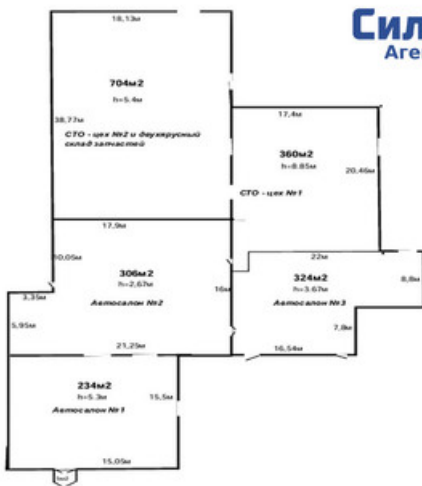 Сил
Аген
18,13м
704м2
h=5.4м
38,77м
СТО - цех №2 и двухярусный
склад запчастей
17,4м
360м2
h=8.85м
20,46м
СТО - цех №1
17,9м
22м
10,05м
306м2
h=2,67м
16м
324м2
h=3.67м
8,8м
3,35м
Автосалон №2
Автосалон №3
5,95м
7,8м
21,25м
16,54м
234м2
h=5.3м
15,5м
Автосалон №1
15,05м